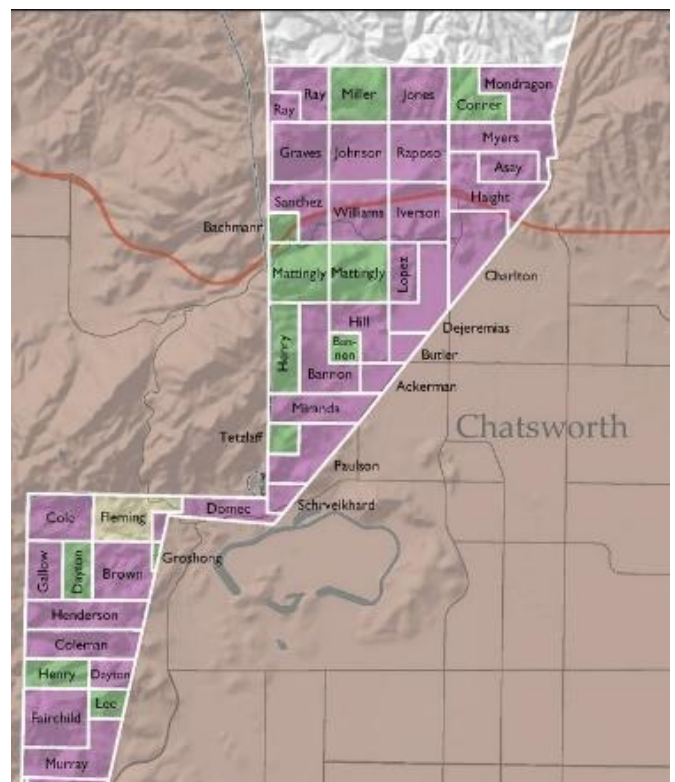 Mondragon
Ray
Miller
Jones
Conner
Ray
Myers
Graves
Johnson
Raposo
Asay
Sanchez
Haight
Williams
Iverson
Bachmann
Mattingly
Mattingly
Lopez
Charlton
Hill
Dejeremias
Henry
Ban-
non
Butler
Bannon
Ackerman
Miranda
Chatsworth
Tetzlaff
Paulson
Domec
Schrveikhard
Cole
Fleming
Groshong
Gallow
Dayton
Brown
Henderson
Coleman
Henry
Dayton
Lee
Fairchild
Murray